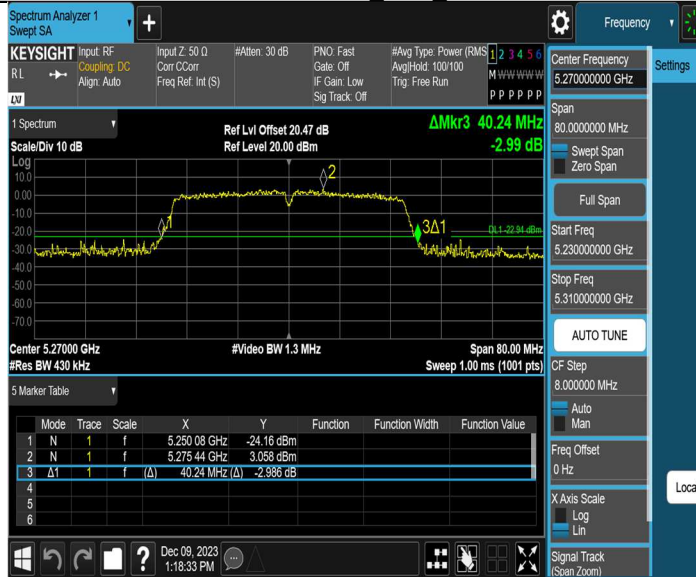 Spectrum Analyzer 1
Swept SA
+
Frequency
KEYSIGHT
RL
LXI
Input: RF
Coupling: DC
Align: Auto
Input Z: 50 Ω
Corr CCorr
Freq Ref: Int (S)
#Atten: 30 dB
PNO: Fast
Gate: Off
IF Gain: Low
Sig Track: Off
#Avg Type: Power (RMS
Avg|Hold: 100/100
Trig: Free Run
1 2 3 4 5 6
M W W W W W
P P P P P P
1 Spectrum
Scale/Div 10 dB
Ref Lvl Offset 20.47 dB
Ref Level 20.00 dBm
ΔMkr3 40.24 MHz
-2.99 dB
Log
10.0
0.00
-10.0
-20.0
-30.0
-40.0
-50.0
-60.0
-70.0
1
2
3Δ1
DL1 -22.94 dBm
Center 5.27000 GHz
#Video BW 1.3 MHz
Span 80.00 MHz
#Res BW 430 kHz
Sweep 1.00 ms (1001 pts)
5 Marker Table
Mode Trace Scale X Y Function Function Width Function Value
1 N 1 f 5.250 08 GHz -24.16 dBm
2 N 1 f 5.275 44 GHz 3.058 dBm
3 Δ1 1 f (Δ) 40.24 MHz (Δ) -2.986 dB
4
5
6
?
Dec 09, 2023
1:18:33 PM
Center Frequency
5.270000000 GHz
Span
80.0000000 MHz
Swept Span
Zero Span
Full Span
Start Freq
5.230000000 GHz
Stop Freq
5.310000000 GHz
AUTO TUNE
CF Step
8.000000 MHz
Auto
Man
Freq Offset
0 Hz
X Axis Scale
Log
Lin
Signal Track
(Span Zoom)
Settings
Loca